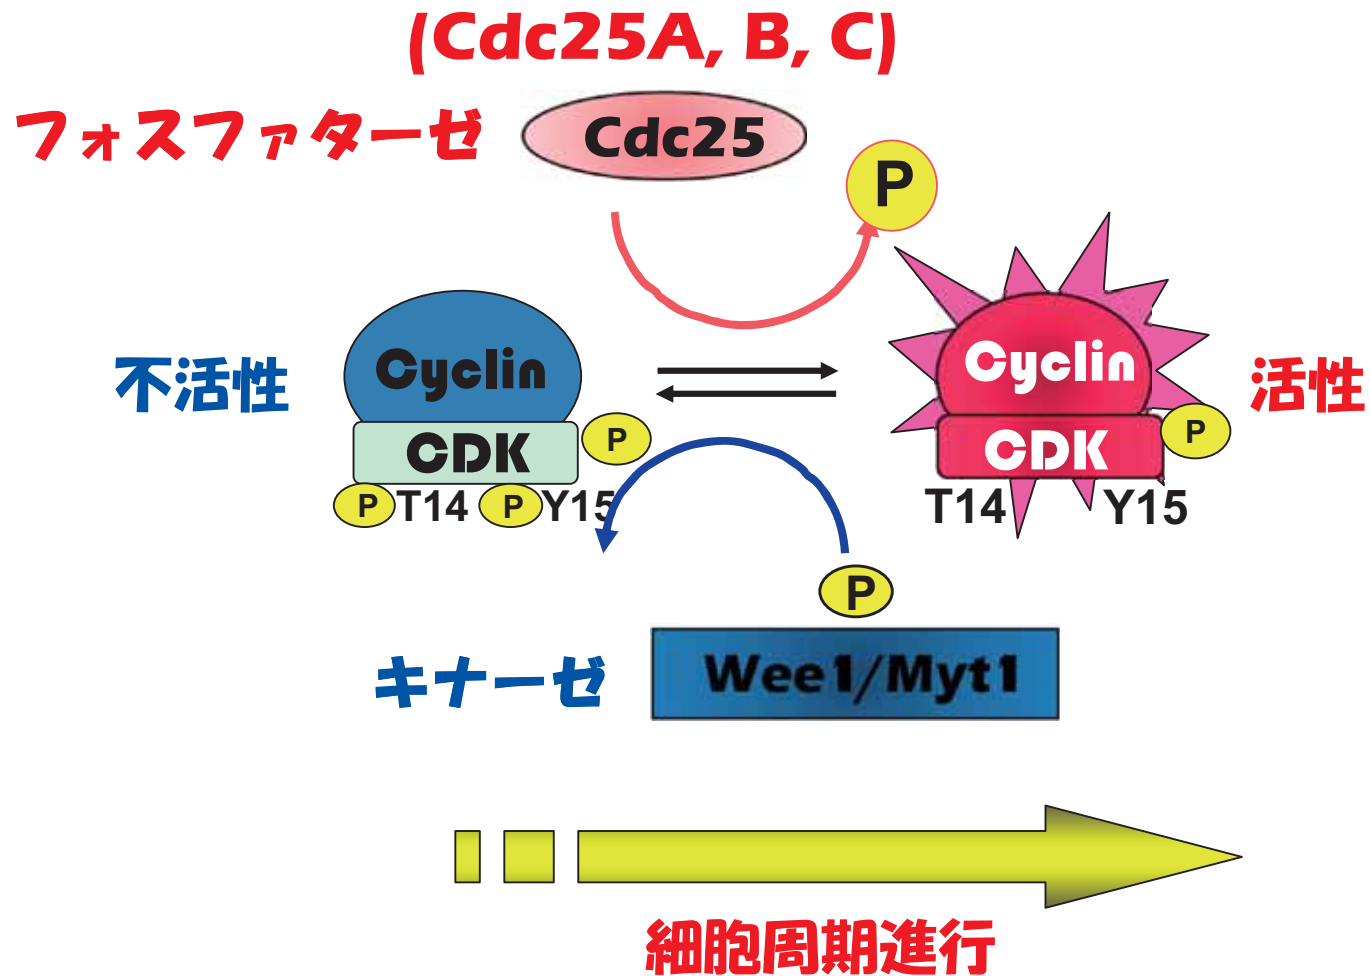 (Cdc25A, B, C)
フォスファターゼ
Cdc25
P
不活性
Cyclin
CDK
P
P T14 P Y15
Cyclin
CDK
P
T14 Y15
活性
P
キナーゼ
Wee1/Myt1
細胞周期進行